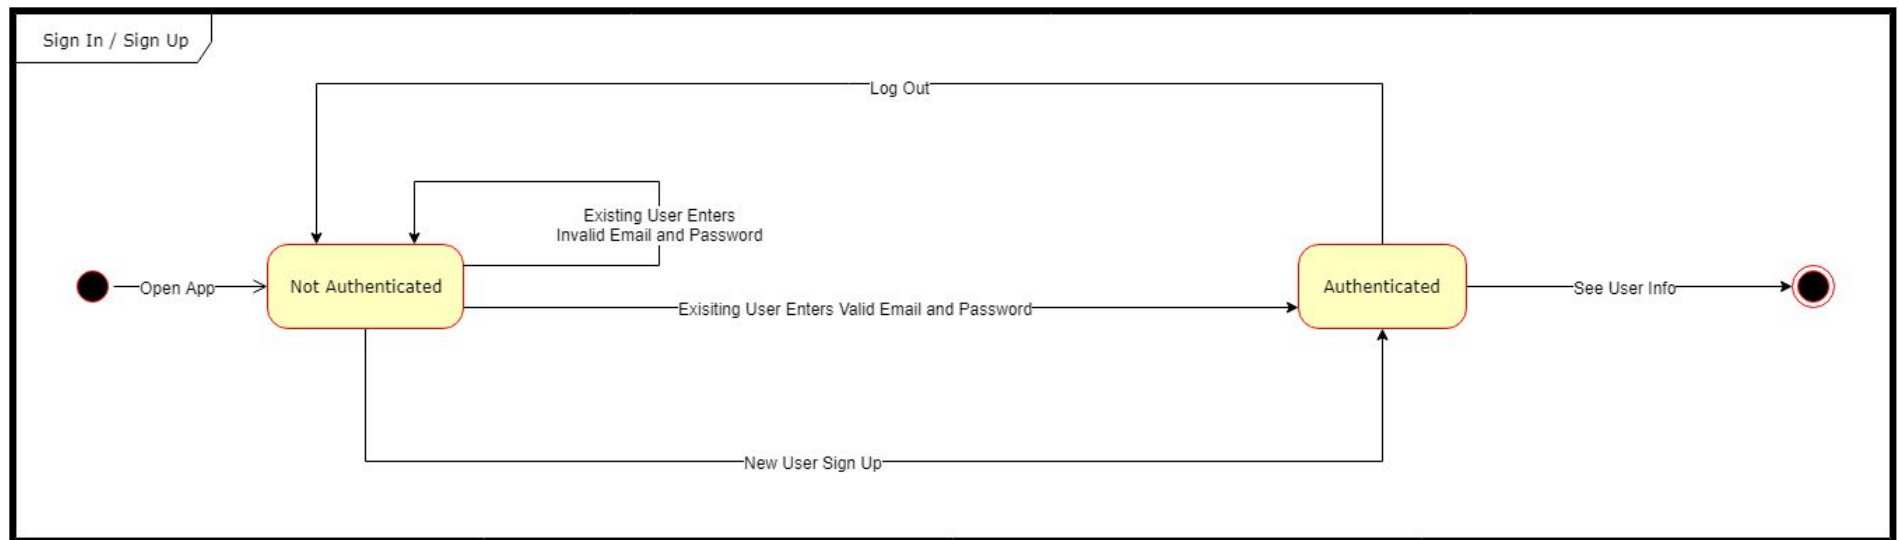 Sign In / Sign Up
Log Out
Existing User Enters
Invalid Email and Password
Open App
Not Authenticated
Authenticated
See User Info
Exisiting User Enters Valid Email and Password
New User Sign Up